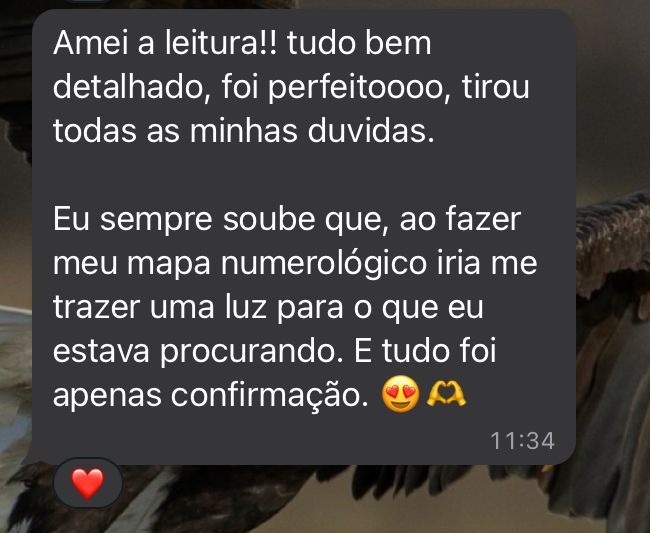 Amei a leitura!! tudo bem
detalhado, foi perfeitoooo, tirou
todas as minhas duvidas.
Eu sempre soube que, ao fazer
meu mapa numerológico iria me
trazer uma luz para o que eu
estava procurando. E tudo foi
apenas confirmação. 😍🫶
11:34
❤️